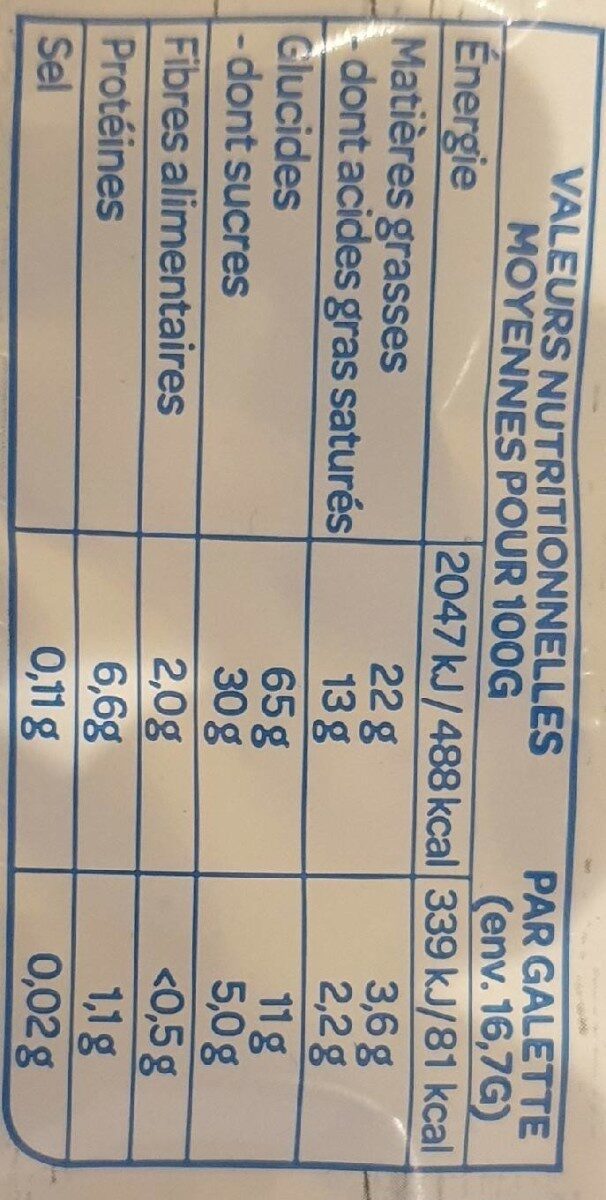 VALEURS NUTRITIONNELLES
MOYENNES POUR 100G
PAR GALETTE
(env. 16,7G)
Énergie 2047 kJ / 488 kcal 339 kJ/81 kcal
Matières grasses 22 g 3,6 g
- dont acides gras saturés 13 g 2,2 g
Glucides 65 g 11 g
- dont sucres 30 g 5,0 g
Fibres alimentaires 2,0 g <0,5 g
Protéines 6,6g 1,1 g
Sel 0,11 g 0,02 g